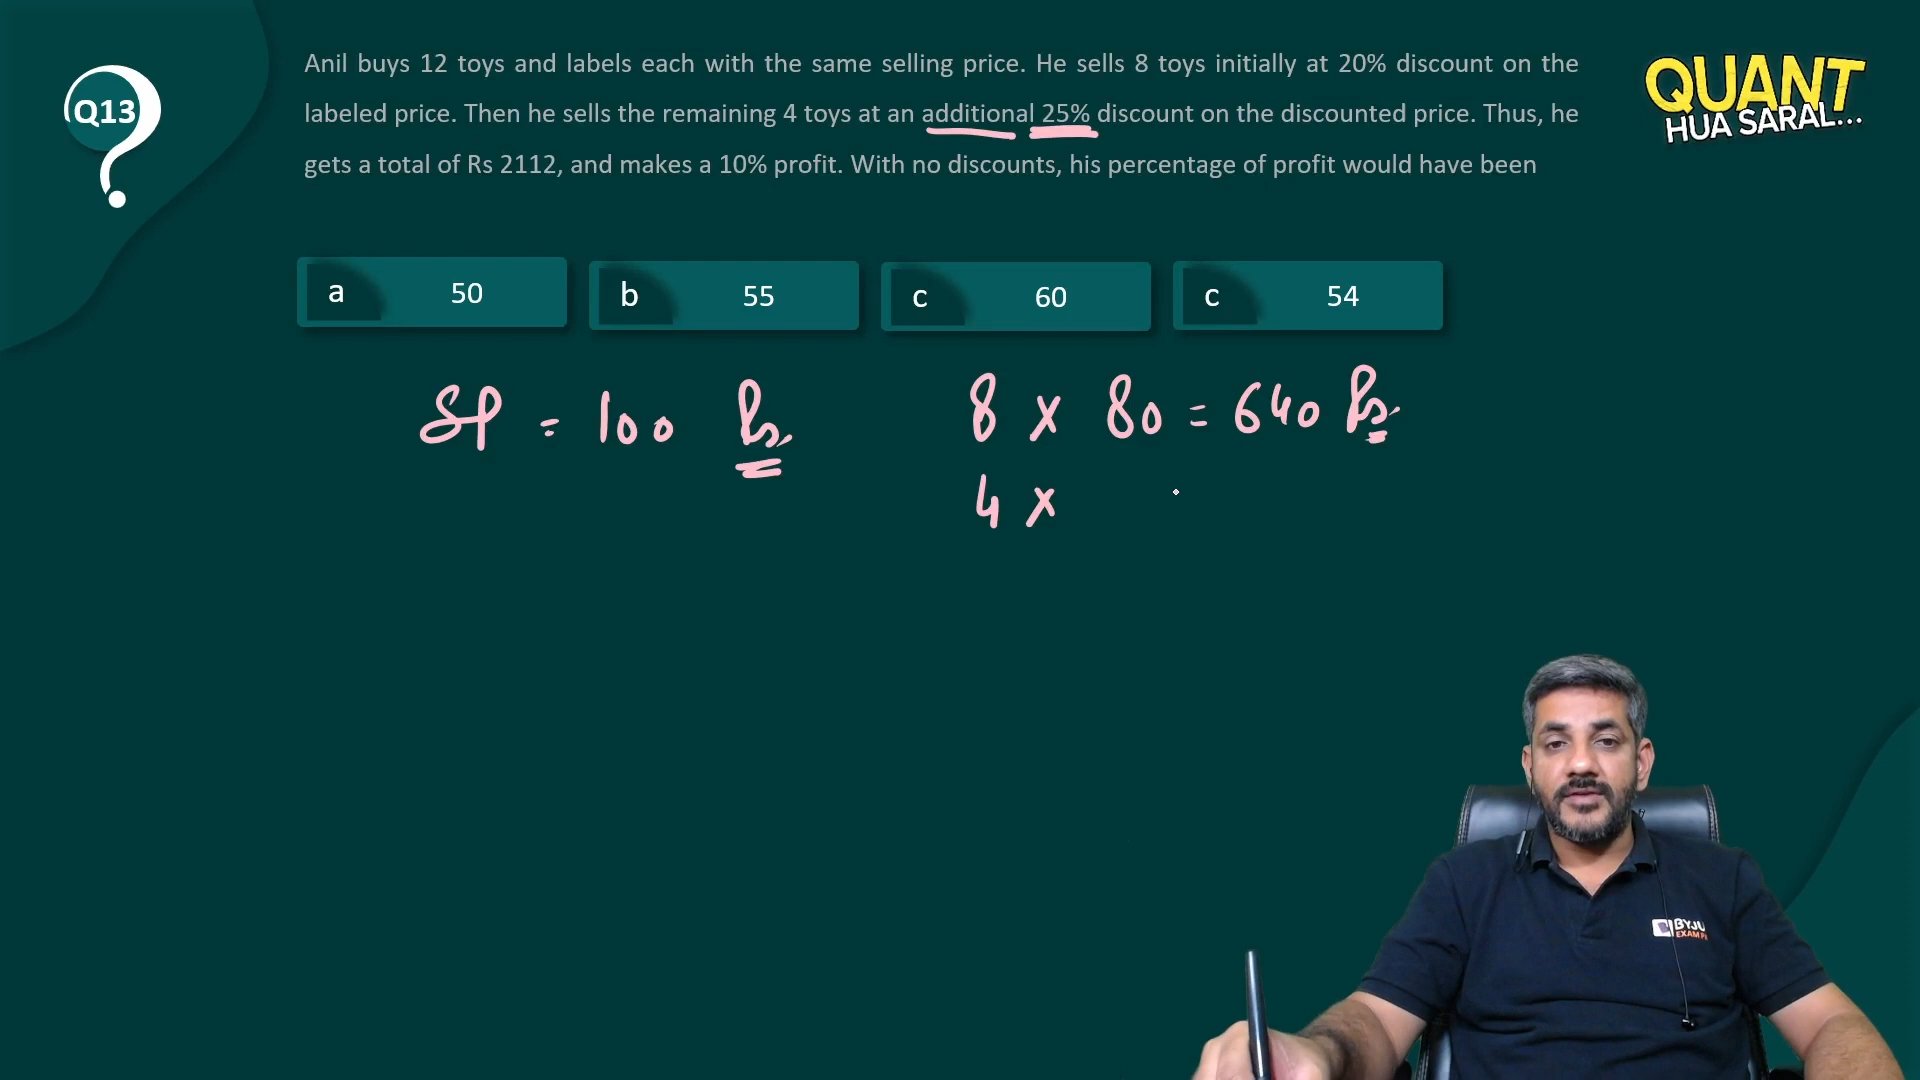 Q13
Anil buys 12 toys and labels each with the same selling price. He sells 8 toys initially at 20% discount on the
labeled price. Then he sells the remaining 4 toys at an additional 25% discount on the discounted price. Thus, he
gets a total of Rs 2112, and makes a 10% profit. With no discounts, his percentage of profit would have been
QUANT
HUA SARAL...
a 50 b 55 c 60 c 54
SP = 100 Rs.
8 x 80 = 640 Rs.
4 x
BYJU
EXAM P